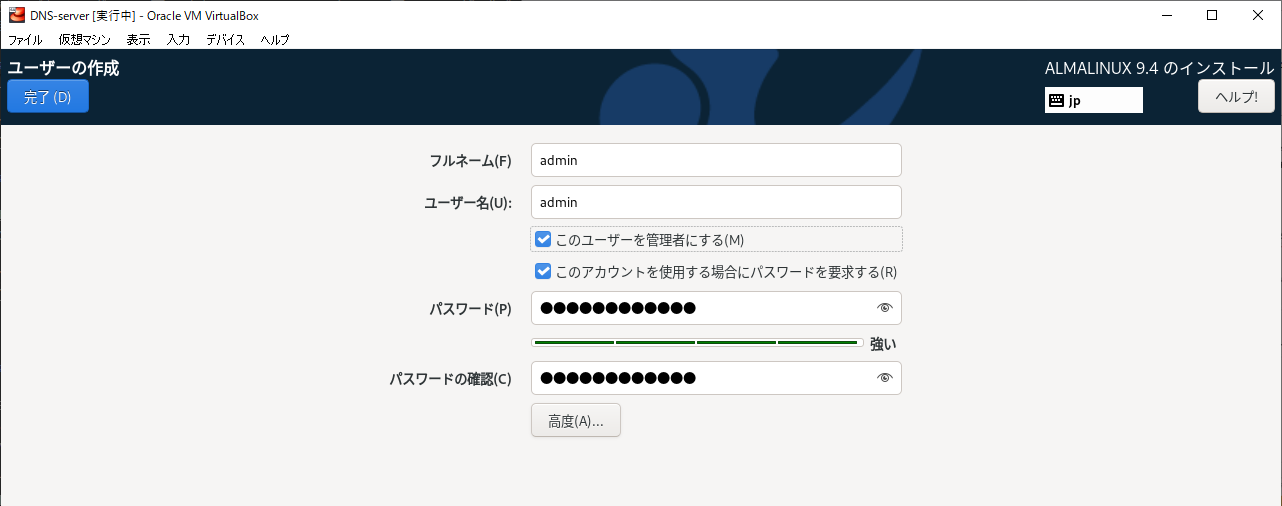 DNS-server [実行中] - Oracle VM VirtualBox
ファイル 仮想マシン 表示 入力 デバイス ヘルプ
ユーザーの作成
ALMALINUX 9.4 のインストール
完了(D)
jp
ヘルプ!
フルネーム(F) admin
ユーザー名(U): admin
このユーザーを管理者にする(M)
このアカウントを使用する場合にパスワードを要求する(R)
パスワード(P) ●●●●●●●●●●●●
強い
パスワードの確認(C) ●●●●●●●●●●●●
高度(A)...